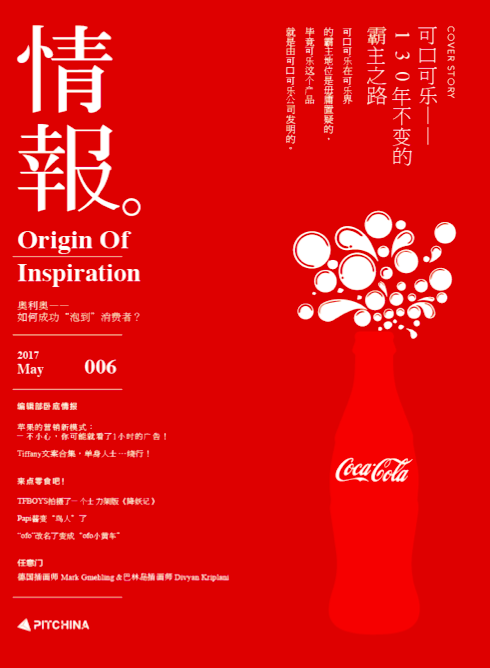 情
報。
Origin Of
Inspiration
奥利奥——
如何成功“泡到”消费者？
2017
May
006
编辑部卧底情报
苹果的营销新模式：
一不小心，你可能就看了1小时的广告！
Tiffany文案合集，单身人士…绕行！
来点零食吧！
TFBOYS拍摄了一个士力架版《降妖记》
Papi酱变“鸟人”了
“ofo”改名了变成“ofo小黄车”
任意门
德国插画师 Mark Gmehling &巴林岛插画师 Divyan Kriplani
PITCHINA
COVER STORY
可口可乐——
130年不变的
霸主之路
可口可乐在可乐界
的霸主地位是毋庸置疑的，
毕竟可乐这个产品
就是由可口可乐公司发明的。
Coca-Cola